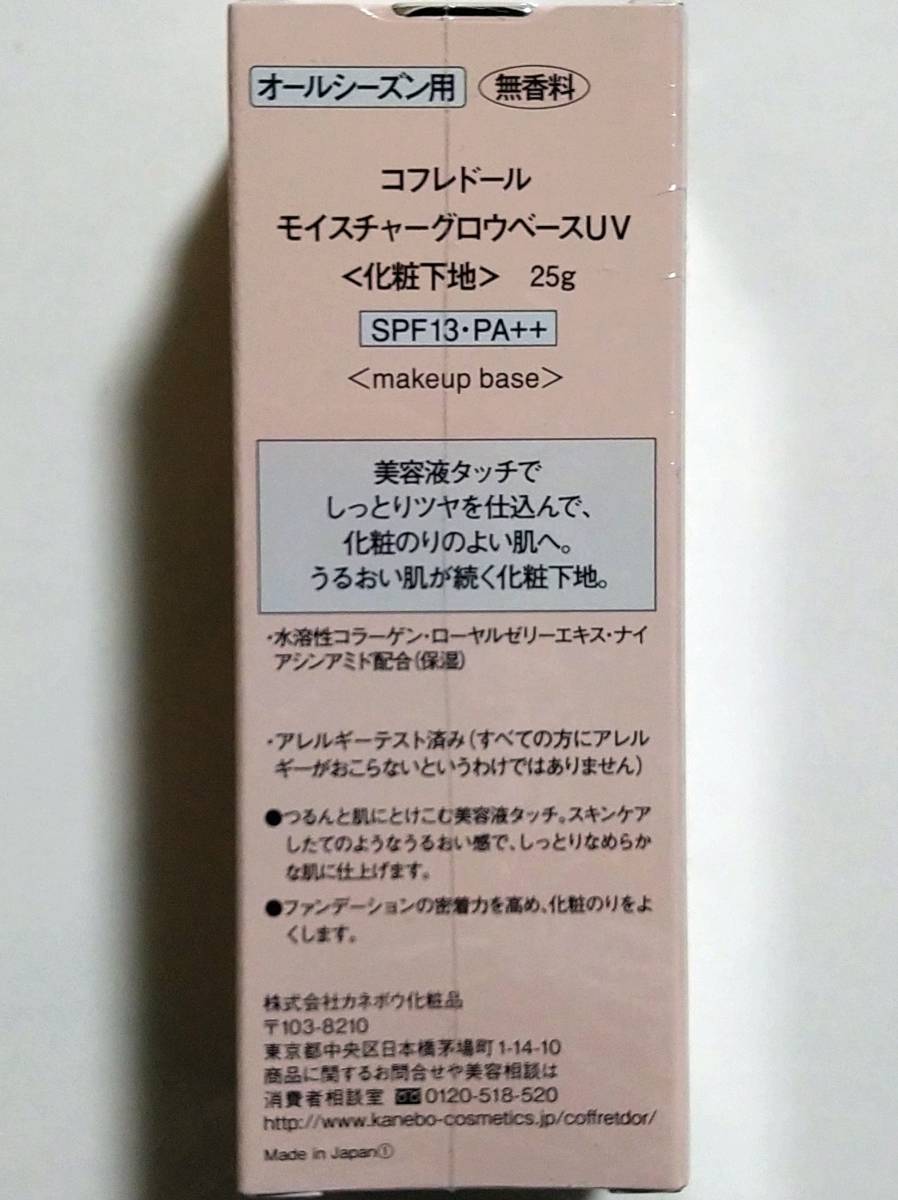 オールシーズン用 無香料
コフレドール
モイスチャーグロウベースUV
<化粧下地> 25g
SPF13・PA++
<makeup base>
美容液タッチで
しっとりツヤを仕込んで、
化粧のりのよい肌へ。
うるおい肌が続く化粧下地。
・水溶性コラーゲン・ローヤルゼリーエキス・ナイ
アシンアミド配合(保湿)
・アレルギーテスト済み(すべての方にアレル
ギーがおこらないというわけではありません)
●つるんと肌にとけこむ美容液タッチ。スキンケア
したてのようなうるおい感で、しっとりなめらか
な肌に仕上げます。
●ファンデーションの密着力を高め、化粧のりをよ
くします。
株式会社カネボウ化粧品
〒103-8210
東京都中央区日本橋茅場町1-14-10
商品に関するお問合せや美容相談は
消費者相談室 0120-518-520
http://www.kanebo-cosmetics.jp/coffretdor/
Made in Japan①